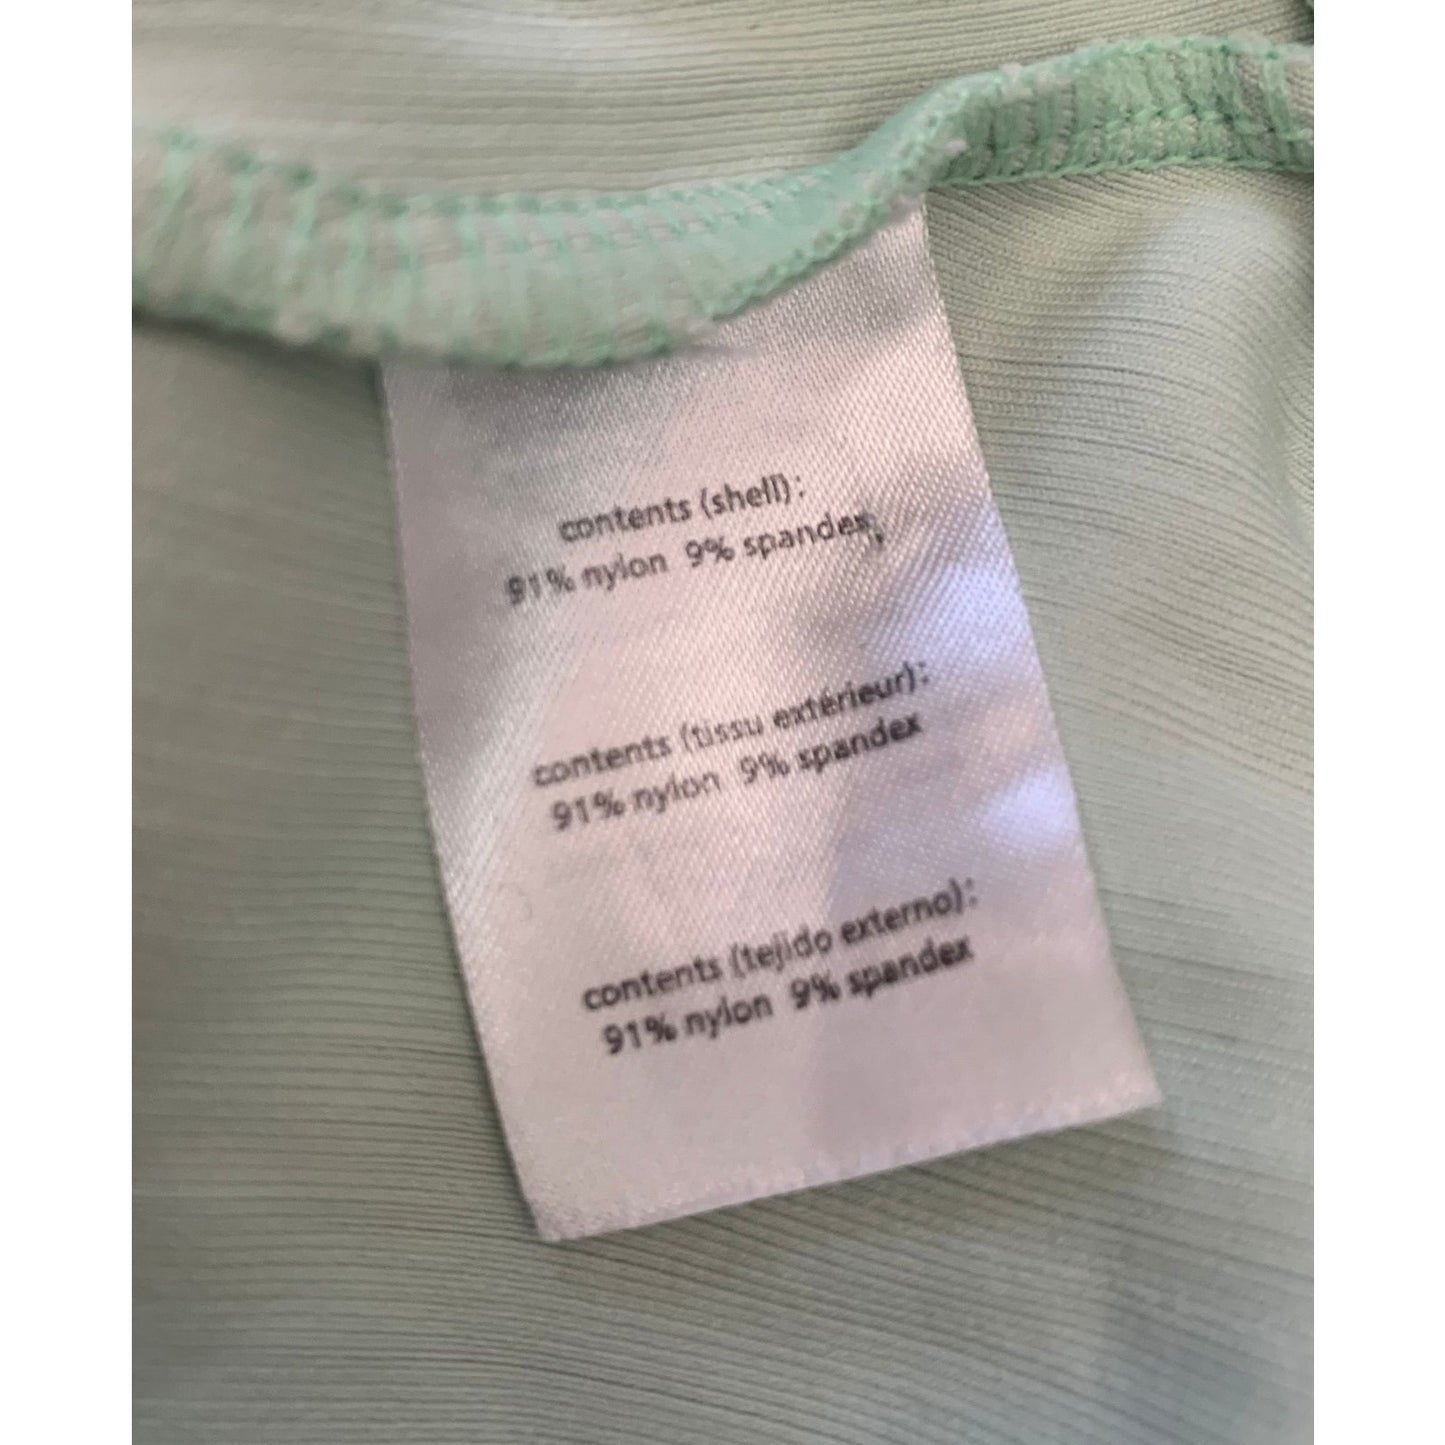 contents (shell):
91% nylon 9% spandex;
contents (tissu extérieur):
91% nylon 9% spandex
contents (tejido externo):
91% nylon 9% spandex